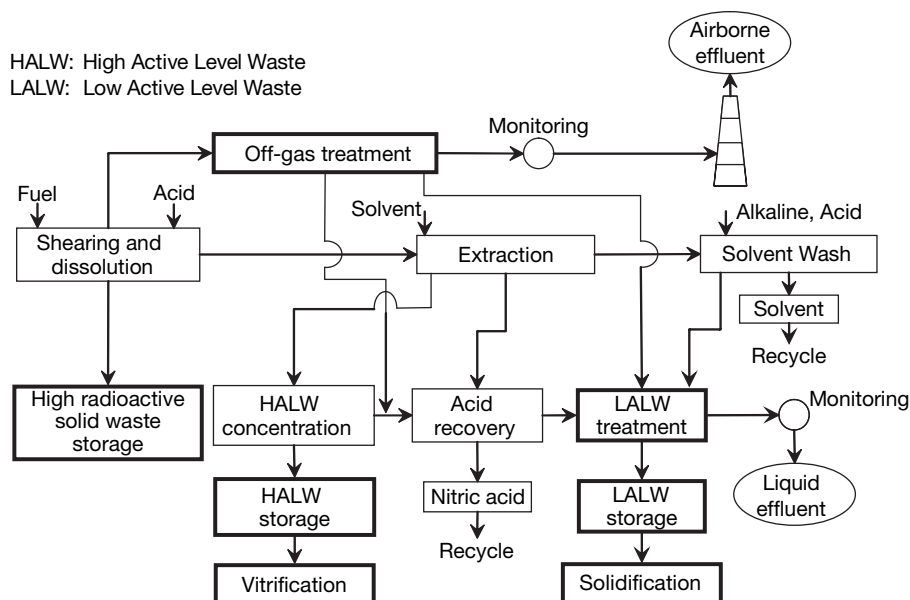 HALW: High Active Level Waste
LALW: Low Active Level Waste
Airborne
effluent
Monitoring
Off-gas treatment
Fuel
Acid
Solvent
Alkaline, Acid
Shearing and
dissolution
Extraction
Solvent Wash
Solvent
Recycle
High radioactive
solid waste
storage
HALW
concentration
Acid
recovery
LALW
treatment
Monitoring
HALW
storage
Nitric acid
LALW
storage
Liquid
effluent
Recycle
Vitrification
Solidification